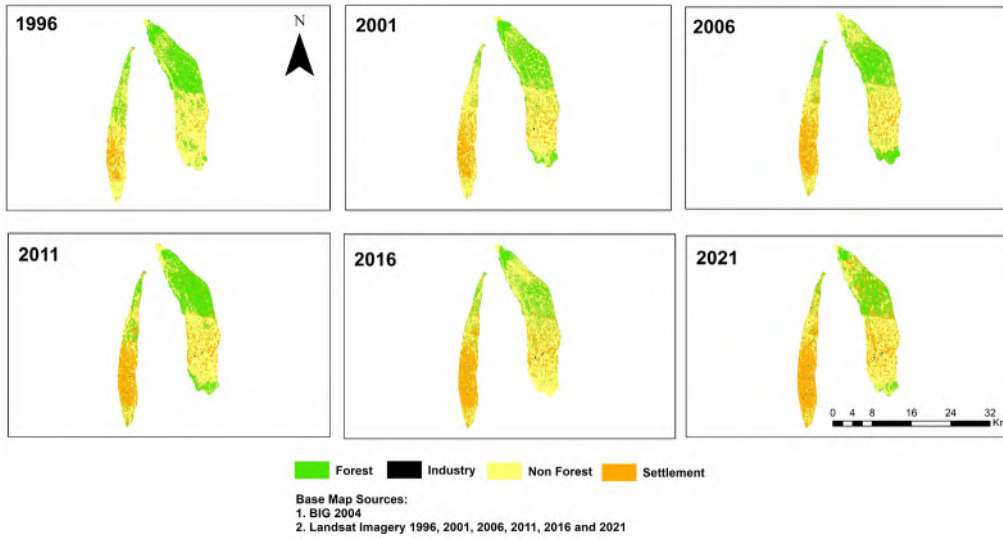 1996
N
2001
2006
2011
2016
2021
0 4 8 16 24 32
Km
Forest Industry Non Forest Settlement
Base Map Sources:
1. BIG 2004
2. Landsat Imagery 1996, 2001, 2006, 2011, 2016 and 2021